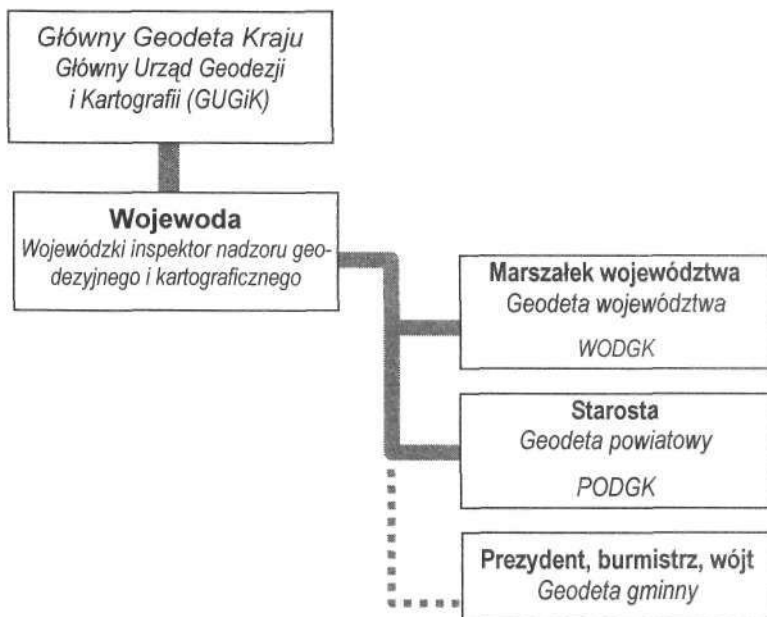 Główny Geodeta Kraju
Główny Urząd Geodezji
i Kartografii (GUGiK)
Wojewoda
Wojewódzki inspektor nadzoru geo-
dezyjnego i kartograficznego
Marszałek województwa
Geodeta województwa
WODGK
Starosta
Geodeta powiatowy
PODGK
Prezydent, burmistrz, wójt
Geodeta gminny